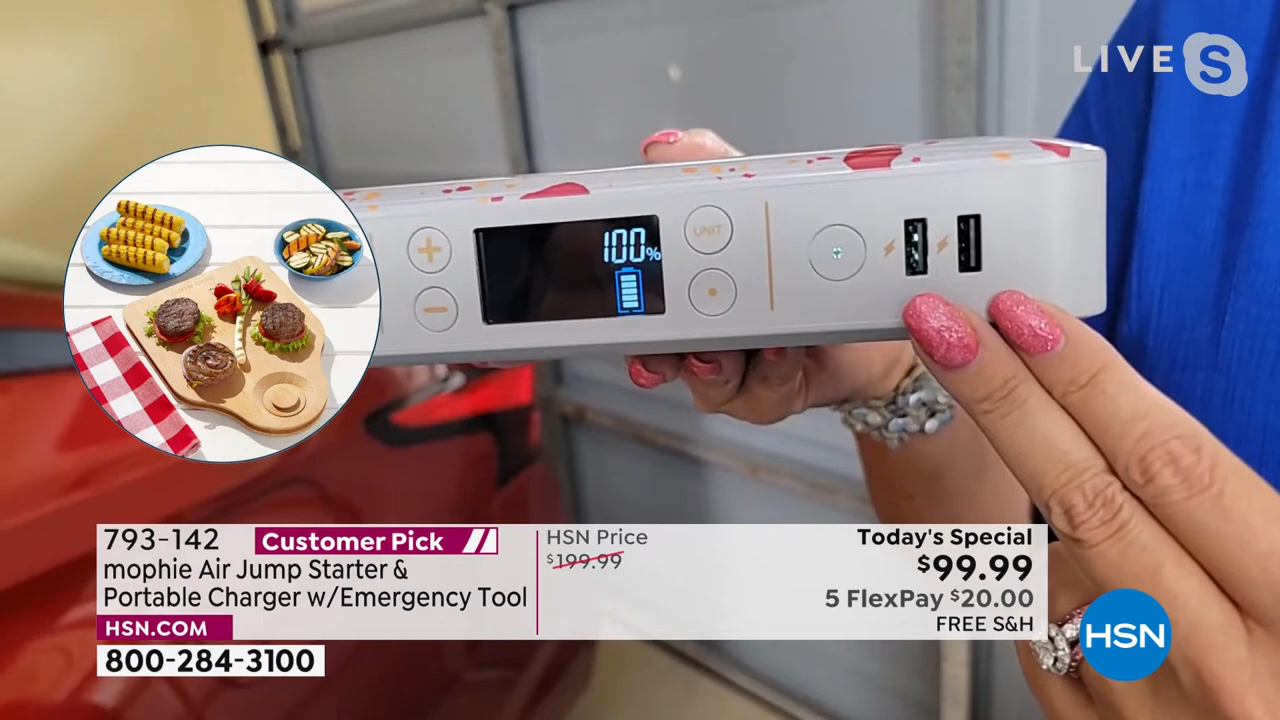 LIVE S
100%
UNIT
793-142
Customer Pick
mophie Air Jump Starter &
Portable Charger w/Emergency Tool
HSN.COM
800-284-3100
HSN Price
$199.99
Today's Special
$99.99
5 FlexPay $20.00
FREE S&H
HSN